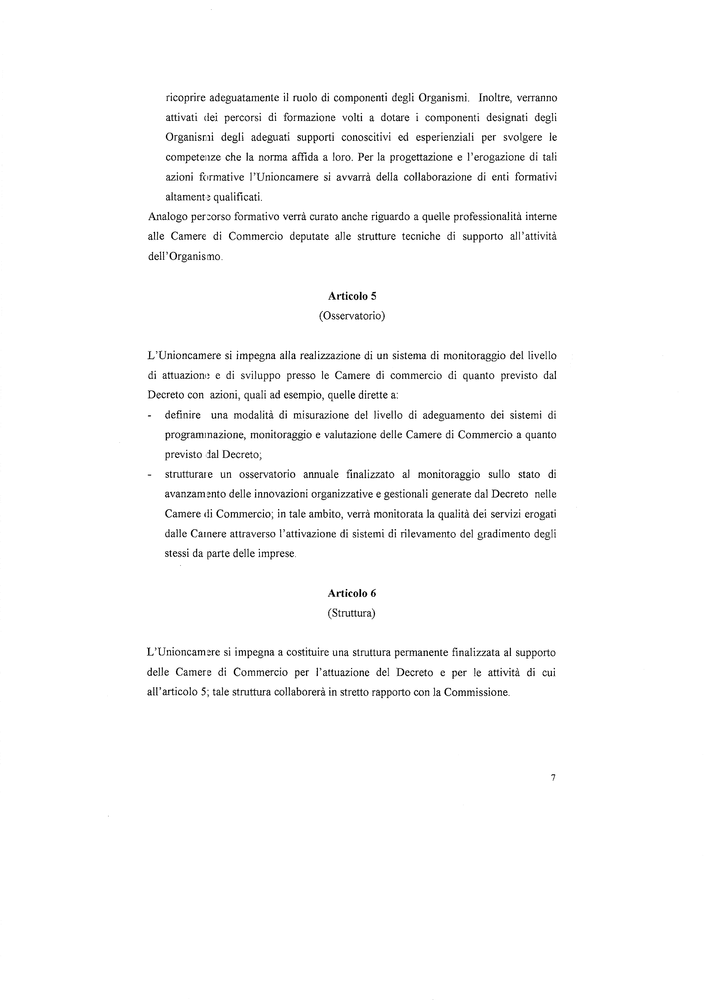 ricoprire adeguatamente il ruolo di componenti degli Organismi. Inoltre, verranno
attivati dei percorsi di formazione volti a dotare i componenti designati degli
Organismi degli adeguati supporti conoscitivi ed esperienziali per svolgere le
competenze che la norma affida a loro. Per la progettazione e l'erogazione di tali
azioni formative l'Unioncamere si avvarrà della collaborazione di enti formativi
altamente qualificati.
Analogo percorso formativo verrà curato anche riguardo a quelle professionalità interne
alle Camere di Commercio deputate alle strutture tecniche di supporto all'attività
dell'Organismo.
Articolo 5
(Osservatorio)
L'Unioncamere si impegna alla realizzazione di un sistema di monitoraggio del livello
di attuazione e di sviluppo presso le Camere di commercio di quanto previsto dal
Decreto con azioni, quali ad esempio, quelle dirette a:
- definire una modalità di misurazione del livello di adeguamento dei sistemi di
programmazione, monitoraggio e valutazione delle Camere di Commercio a quanto
previsto dal Decreto;
- strutturare un osservatorio annuale finalizzato al monitoraggio sullo stato di
avanzamento delle innovazioni organizzative e gestionali generate dal Decreto nelle
Camere di Commercio; in tale ambito, verrà monitorata la qualità dei servizi erogati
dalle Camere attraverso l'attivazione di sistemi di rilevamento del gradimento degli
stessi da parte delle imprese.
Articolo 6
(Struttura)
L'Unioncamere si impegna a costituire una struttura permanente finalizzata al supporto
delle Camere di Commercio per l'attuazione del Decreto e per le attività di cui
all'articolo 5; tale struttura collaborerà in stretto rapporto con la Commissione.
7